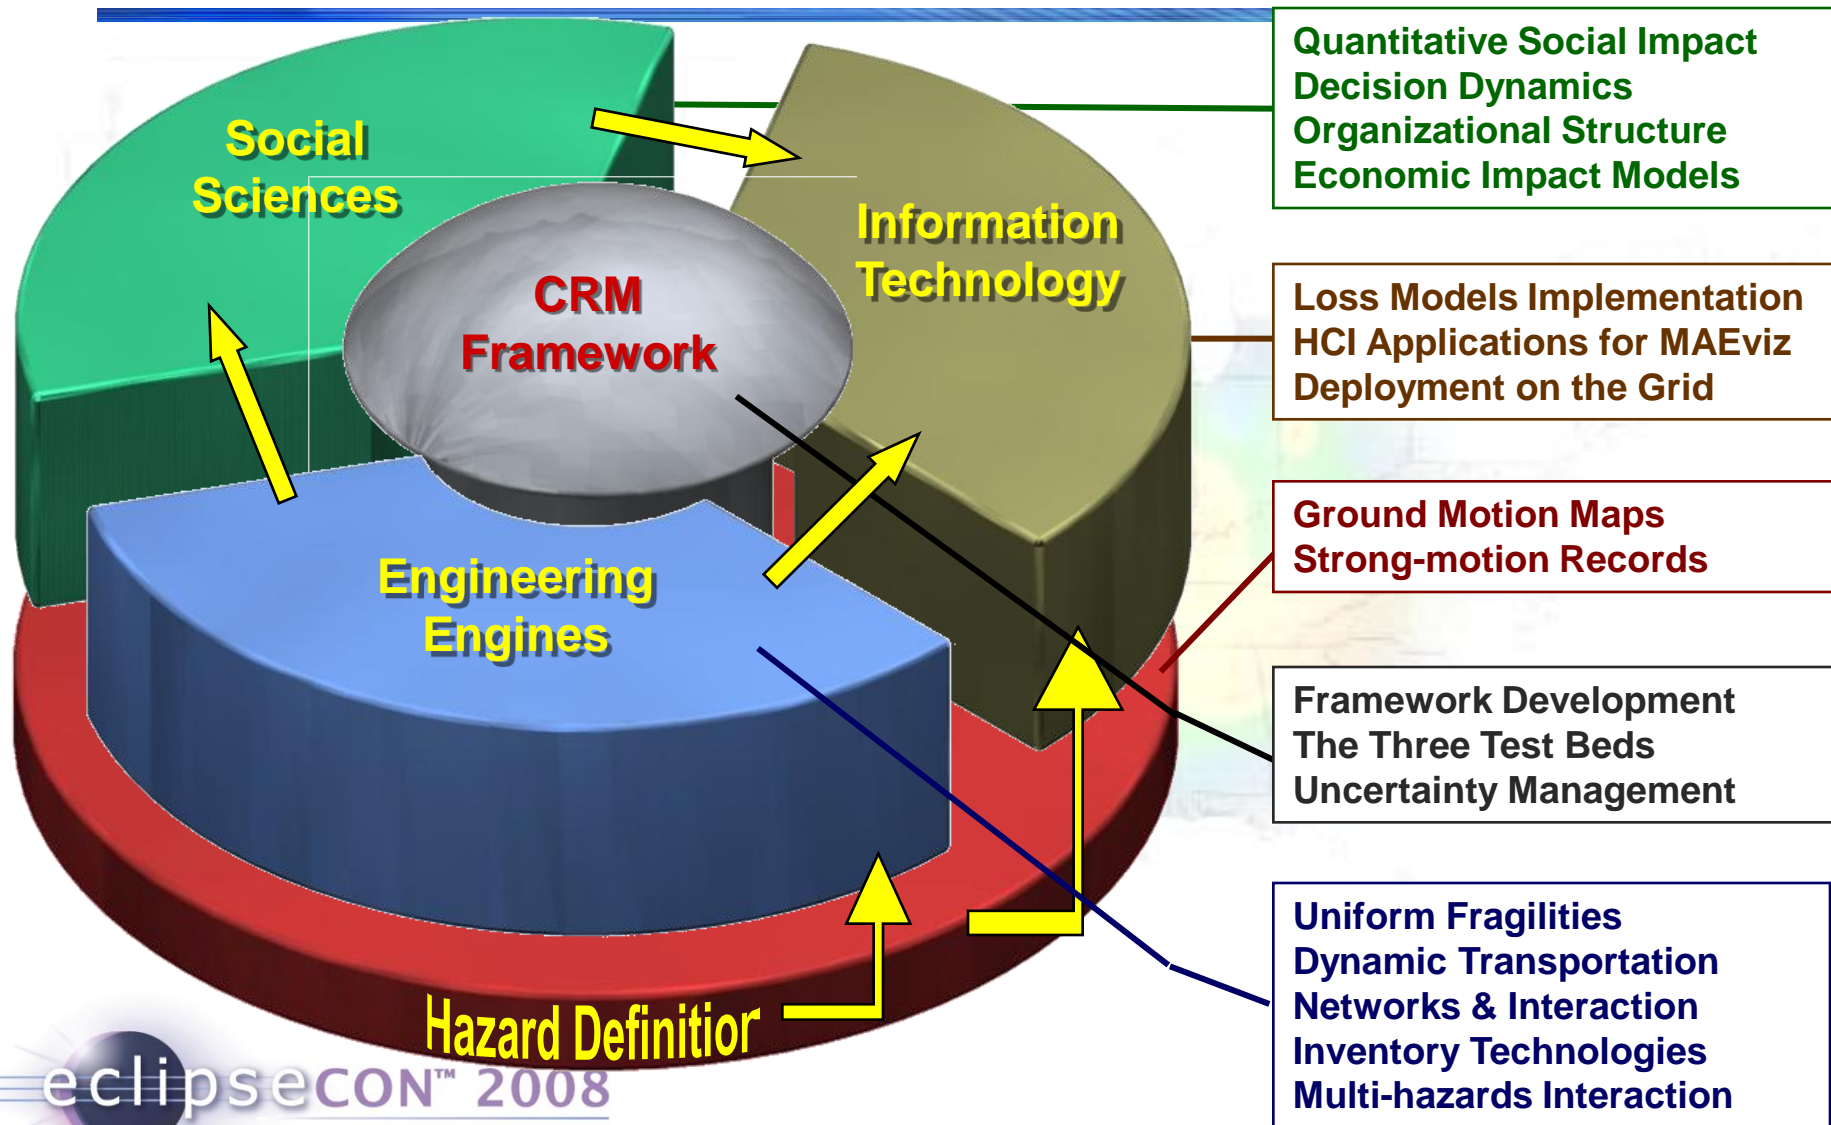 Social
Sciences
Information
Technology
CRM
Framework
Engineering
Engines
Hazard Definition
Quantitative Social Impact
Decision Dynamics
Organizational Structure
Economic Impact Models
Loss Models Implementation
HCI Applications for MAEviz
Deployment on the Grid
Ground Motion Maps
Strong-motion Records
Framework Development
The Three Test Beds
Uncertainty Management
Uniform Fragilities
Dynamic Transportation
Networks & Interaction
Inventory Technologies
Multi-hazards Interaction
eclipsecon™ 2008